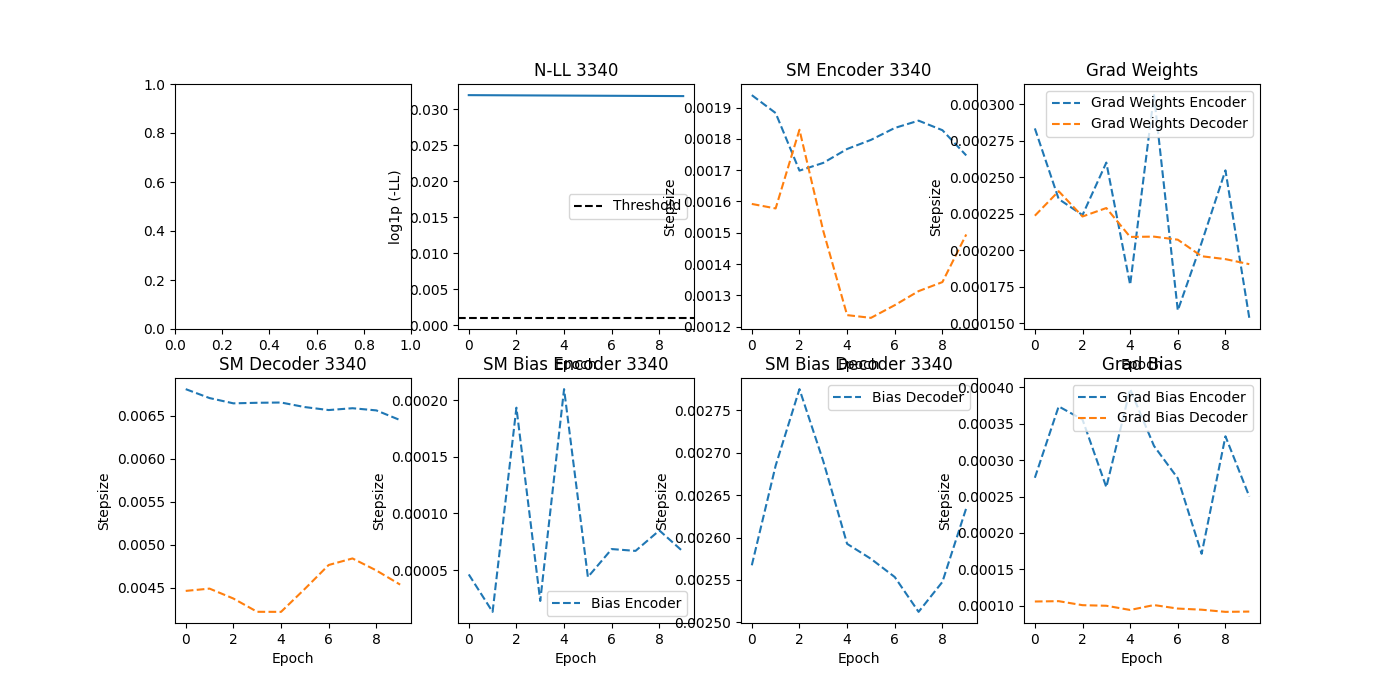 N-LL 3340
SM Encoder 3340
Grad Weights
1.0
0.8
0.6
0.4
0.2
0.0
0.0 0.2 0.4 0.6 0.8 1.0
log1p (-LL)
0.030
0.025
0.020
0.015
0.010
0.005
0.000
Threshold
0 2 4 6 8
Epoch
Stepsize
0.0019
0.0018
0.0017
0.0016
0.0015
0.0014
0.0013
0.0012
0 2 4 6 8
Epoch
Stepsize
0.000300
0.000275
0.000250
0.000225
0.000200
0.000175
0.000150
Grad Weights Encoder
Grad Weights Decoder
0 2 4 6 8
Epoch
SM Decoder 3340
SM Bias Encoder 3340
SM Bias Decoder 3340
Grad Bias
Stepsize
0.0065
0.0060
0.0055
0.0050
0.0045
0 2 4 6 8
Epoch
Stepsize
0.00020
0.00015
0.00010
0.00005
Bias Encoder
0 2 4 6 8
Epoch
Stepsize
0.00275
0.00270
0.00265
0.00260
0.00255
0.00250
Bias Decoder
0 2 4 6 8
Epoch
Stepsize
0.00040
0.00035
0.00030
0.00025
0.00020
0.00015
0.00010
Grad Bias Encoder
Grad Bias Decoder
0 2 4 6 8
Epoch